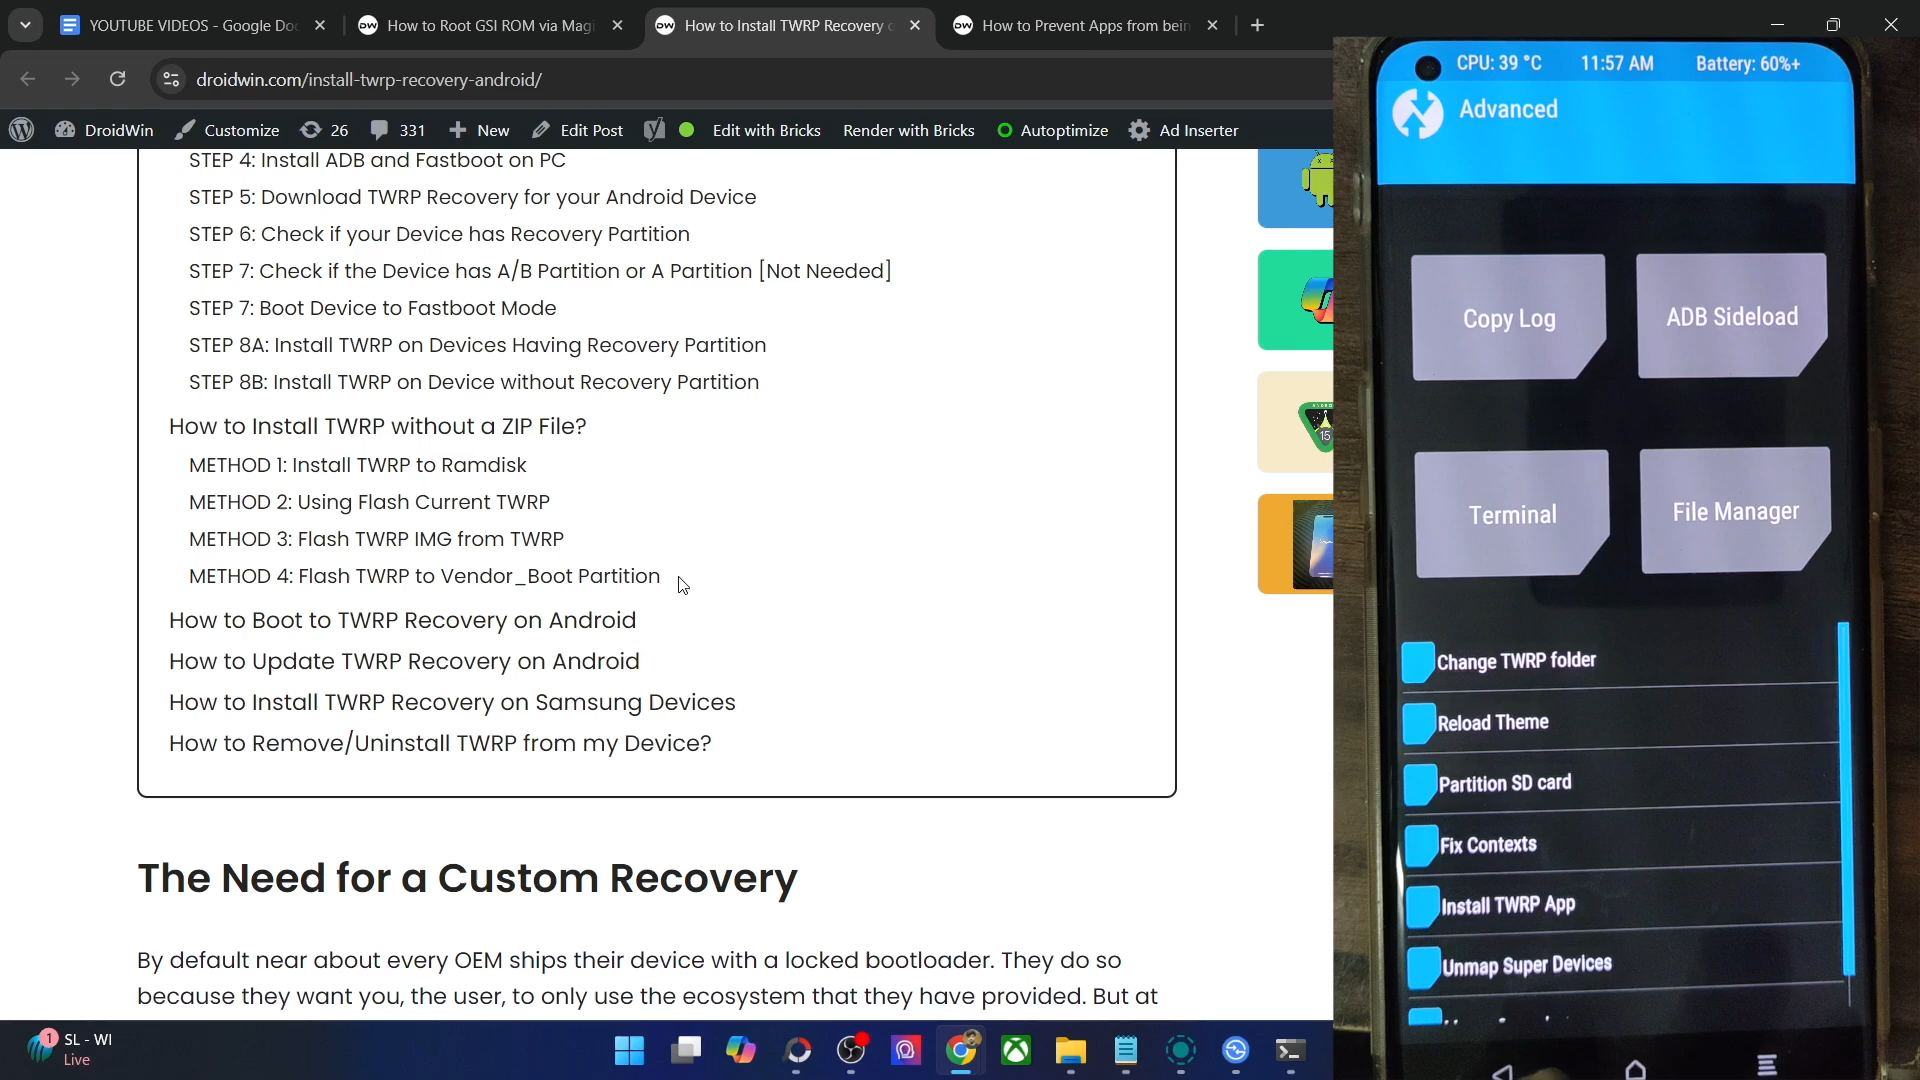 YOUTUBE VIDEOS - Google Doc
How to Root GSI ROM via Magi
How to Install TWRP Recovery o
How to Prevent Apps from bein
droidwin.com/install-twrp-recovery-android/
DroidWin
Customize
26
331
New
Edit Post
Edit with Bricks
Render with Bricks
Autoptimize
Ad Inserter
STEP 4: Install ADB and Fastboot on PC
STEP 5: Download TWRP Recovery for your Android Device
STEP 6: Check if your Device has Recovery Partition
STEP 7: Check if the Device has A/B Partition or A Partition [Not Needed]
STEP 7: Boot Device to Fastboot Mode
STEP 8A: Install TWRP on Devices Having Recovery Partition
STEP 8B: Install TWRP on Device without Recovery Partition
How to Install TWRP without a ZIP File?
METHOD 1: Install TWRP to Ramdisk
METHOD 2: Using Flash Current TWRP
METHOD 3: Flash TWRP IMG from TWRP
METHOD 4: Flash TWRP to Vendor_Boot Partition
How to Boot to TWRP Recovery on Android
How to Update TWRP Recovery on Android
How to Install TWRP Recovery on Samsung Devices
How to Remove/Uninstall TWRP from my Device?
The Need for a Custom Recovery
By default near about every OEM ships their device with a locked bootloader. They do so
because they want you, the user, to only use the ecosystem that they have provided. But at
15
1
SL - WI
Live
CPU: 39 °C
11:57 AM
Battery: 60%+
Advanced
Copy Log
ADB Sideload
Terminal
File Manager
Change TWRP folder
Reload Theme
Partition SD card
Fix Contexts
Install TWRP App
Unmap Super Devices